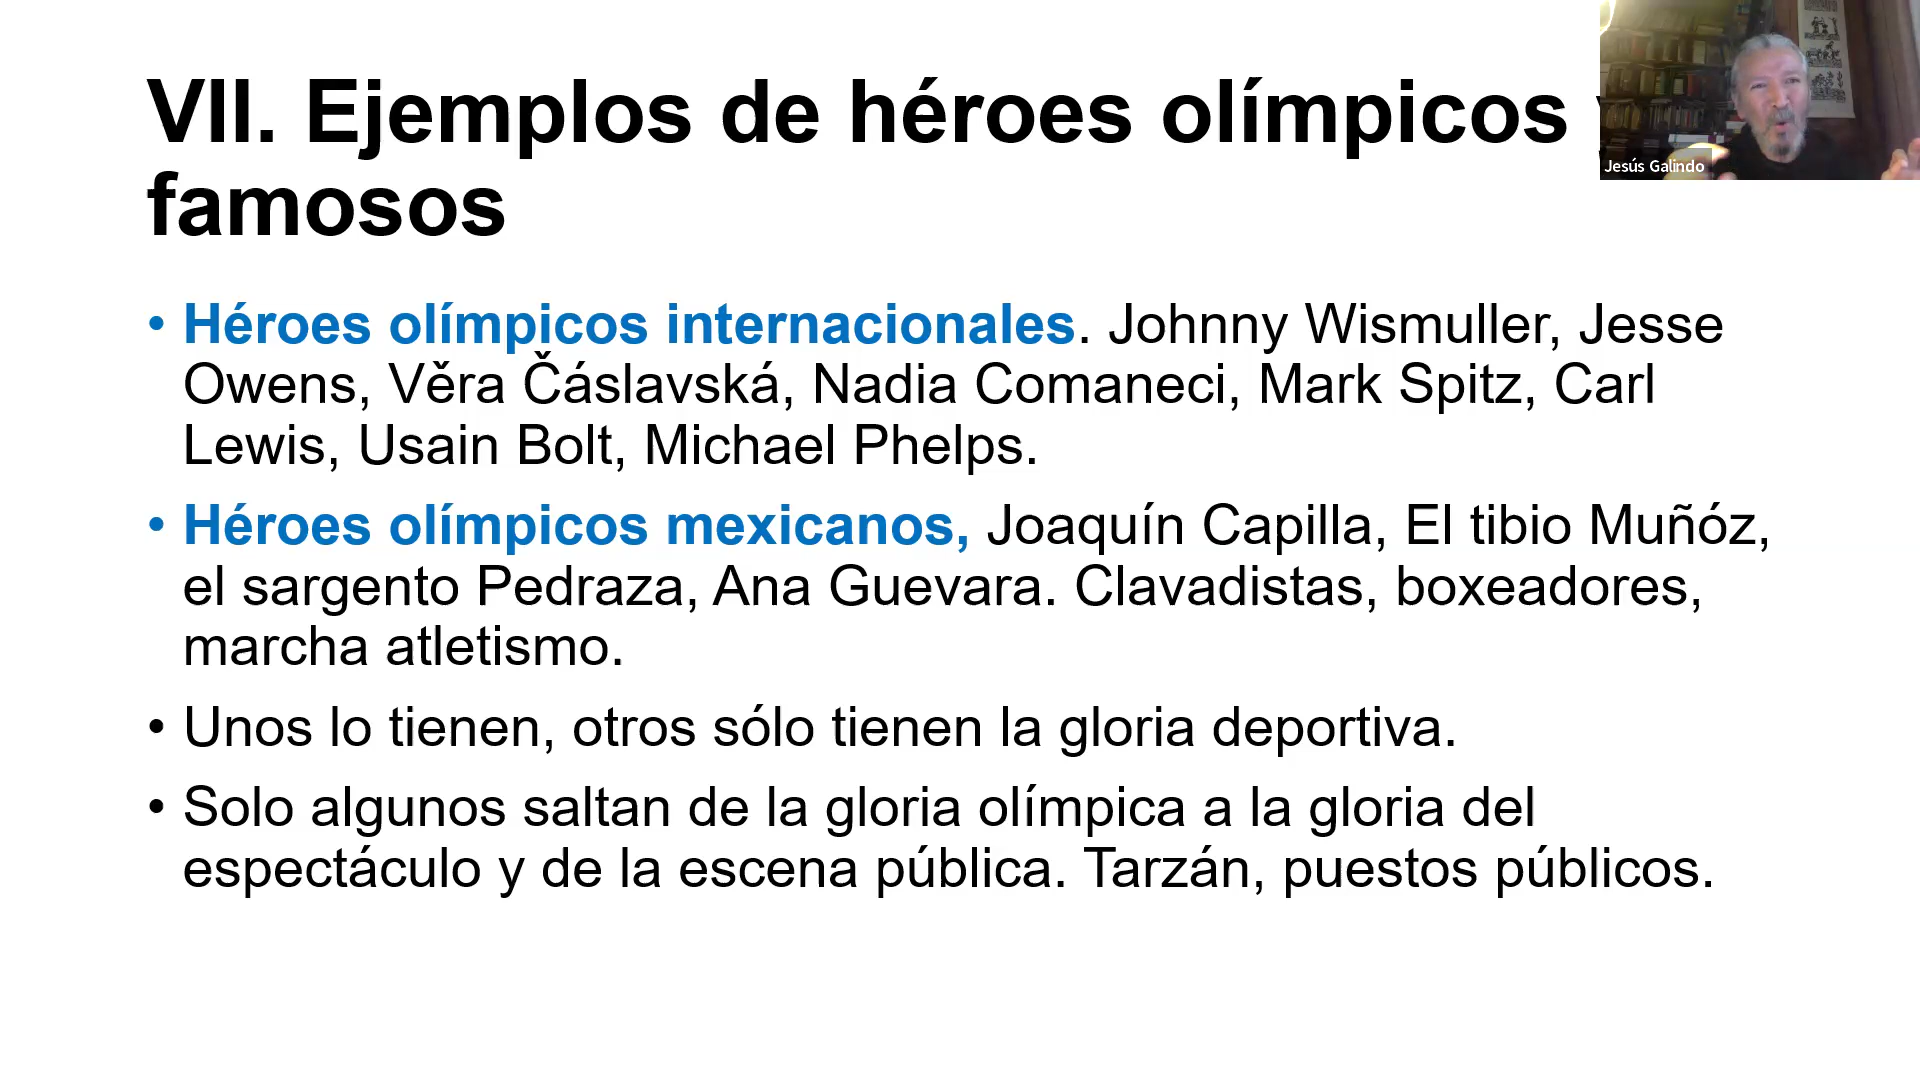 VII. Ejemplos de héroes olímpicos
famosos
Jesús Galindo
• Héroes olímpicos internacionales. Johnny Wismuller, Jesse
Owens, Věra Čáslavská, Nadia Comaneci, Mark Spitz, Carl
Lewis, Usain Bolt, Michael Phelps.
• Héroes olímpicos mexicanos, Joaquín Capilla, El tibio Muñóz,
el sargento Pedraza, Ana Guevara. Clavadistas, boxeadores,
marcha atletismo.
• Unos lo tienen, otros sólo tienen la gloria deportiva.
• Solo algunos saltan de la gloria olímpica a la gloria del
espectáculo y de la escena pública. Tarzán, puestos públicos.